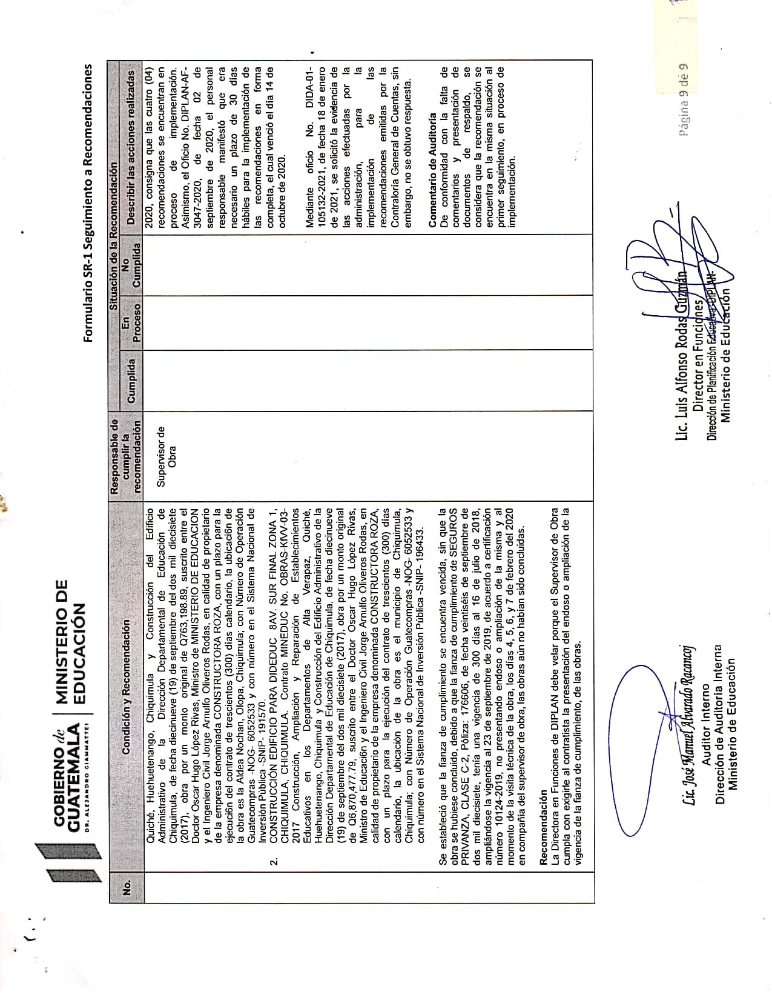 GOBIERNO de
GUATEMALA
DR. ALEJANDRO GIAMMATTEI
MINISTERIO DE
EDUCACIÓN
Formulario SR-1 Seguimiento a Recomendaciones
No.
Condición y Recomendación
Responsable de
cumplir la
recomendación
Situación de la Recomendación
Cumplida
En
Proceso
No
Cumplida
Describir las acciones realizadas
Quiché, Huehuetenango, Chiquimula y Construcción del Edificio
Administrativo de la Dirección Departamental de Educación de
Chiquimula, de fecha diecinueve (19) de septiembre del dos mil diecisiete
(2017), obra por un monto original de Q763,198.89, suscrito entre el
Doctor Oscar Hugo López Rivas, Ministro de MINISTERIO DE EDUCACION
y el Ingeniero Civil Jorge Arnulfo Oliveros Rodas, en calidad de propietario
de la empresa denominada CONSTRUCTORA ROZA, con un plazo para la
ejecución del contrato de trescientos (300) días calendario, la ubicación de
la obra es la Aldea Nochan, Olopa, Chiquimula; con Número de Operación
Guatecompras -NOG- 6052533 y con número en el Sistema Nacional de
Inversión Pública -SNIP- 191570.
2. CONSTRUCCIÓN EDIFICIO PARA DIDEDUC 8AV. SUR FINAL ZONA 1,
CHIQUIMULA, CHIQUIMULA. Contrato MINEDUC No. OBRAS-KfW-03-
2017 Construcción, Ampliación y Reparación de Establecimientos
Educativos en los Departamentos de Alta Verapaz, Quiché,
Huehuetenango, Chiquimula y Construcción del Edificio Administrativo de la
Dirección Departamental de Educación de Chiquimula, de fecha diecinueve
(19) de septiembre del dos mil diecisiete (2017), obra por un monto original
de Q6,870,477.79, suscrito entre el Doctor Oscar Hugo López Rivas,
Ministro de Educación y el Ingeniero Civil Jorge Arnulfo Oliveros Rodas, en
calidad de propietario de la empresa denominada CONSTRUCTORA ROZA,
con un plazo para la ejecución del contrato de trescientos (300) días
calendario, la ubicación de la obra es el municipio de Chiquimula,
Chiquimula; con Número de Operación Guatecompras -NOG- 6052533 y
con número en el Sistema Nacional de Inversión Pública -SNIP- 196433.
Se estableció que la fianza de cumplimiento se encuentra vencida, sin que la
obra se hubiese concluido, debido a que la fianza de cumplimiento de SEGUROS
PRIVANZA, CLASE C-2, Póliza: 176606, de fecha veintiséis de septiembre de
dos mil diecisiete, tenía una vigencia de 300 días al 16 de julio de 2018,
ampliándose la vigencia al 23 de septiembre de 2019, de acuerdo a certificación
número 10124-2019, no presentando endoso o ampliación de la misma y al
momento de la visita técnica de la obra, los días 4, 5, 6, y 7 de febrero del 2020
en compañía del supervisor de obra, las obras aún no habían sido concluidas.
Recomendación
La Directora en Funciones de DIPLAN debe velar porque el Supervisor de Obra
cumpla con exigirle al contratista la presentación del endoso o ampliación de la
vigencia de la fianza de cumplimiento, de las obras.
Supervisor de
Obra
2020, consigna que las cuatro (04)
recomendaciones se encuentran en
proceso de implementación.
Asimismo, el Oficio No. DIPLAN-AF-
3047-2020, de fecha 02 de
septiembre de 2020, el personal
responsable manifestó que era
necesario un plazo de 30 días
hábiles para la implementación de
las recomendaciones en forma
completa, el cual venció el día 14 de
octubre de 2020.
Mediante oficio No. DIDA-01-
105132-2021, de fecha 18 de enero
de 2021, se solicitó la evidencia de
las acciones efectuadas por la
administración, para la
implementación de las
recomendaciones emitidas por la
Contraloría General de Cuentas, sin
embargo, no se obtuvo respuesta.
Comentario de Auditoría
De conformidad con la falta de
comentarios y presentación de
documentos de respaldo, se
considera que la recomendación se
encuentra en la misma situación al
primer seguimiento, en proceso de
implementación.
Lic. José Manuel Alvarado Racancoj
Auditor Interno
Dirección de Auditoria Interna
Ministerio de Educación
Lic. Luis Alfonso Rodas Guzmán
Director en Funciones
Dirección de Planificación Educativa-DIPLAN-
Ministerio de Educación
Página 9 de 9